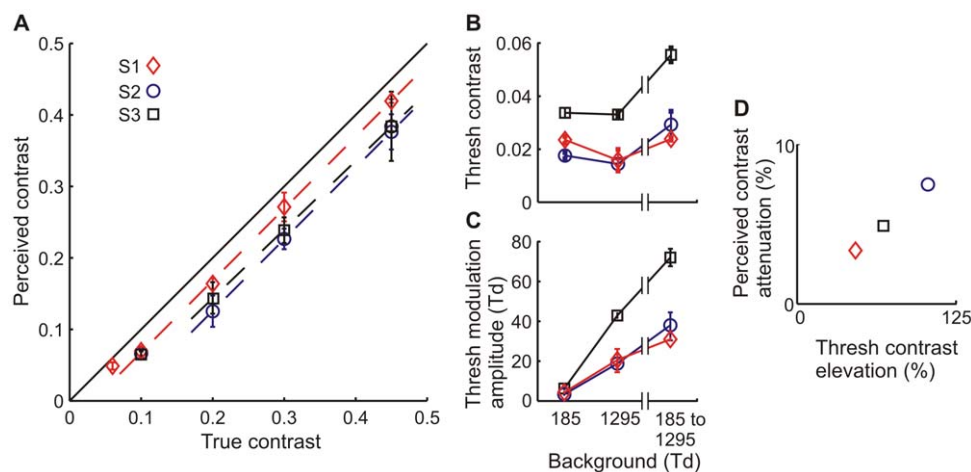 A
0.5
0.4
0.3
0.2
0.1
0
0.1
0.2
0.3
0.4
0.5
Perceived contrast
True contrast
S1
S2
S3
B
0.06
0.04
0.02
0
Thresh contrast
C
80
60
40
20
0
Thresh modulation
amplitude (Td)
185
1295
185 to
1295
Background (Td)
D
10
0
Perceived contrast
attenuation (%)
0
125
Thresh contrast
elevation (%)